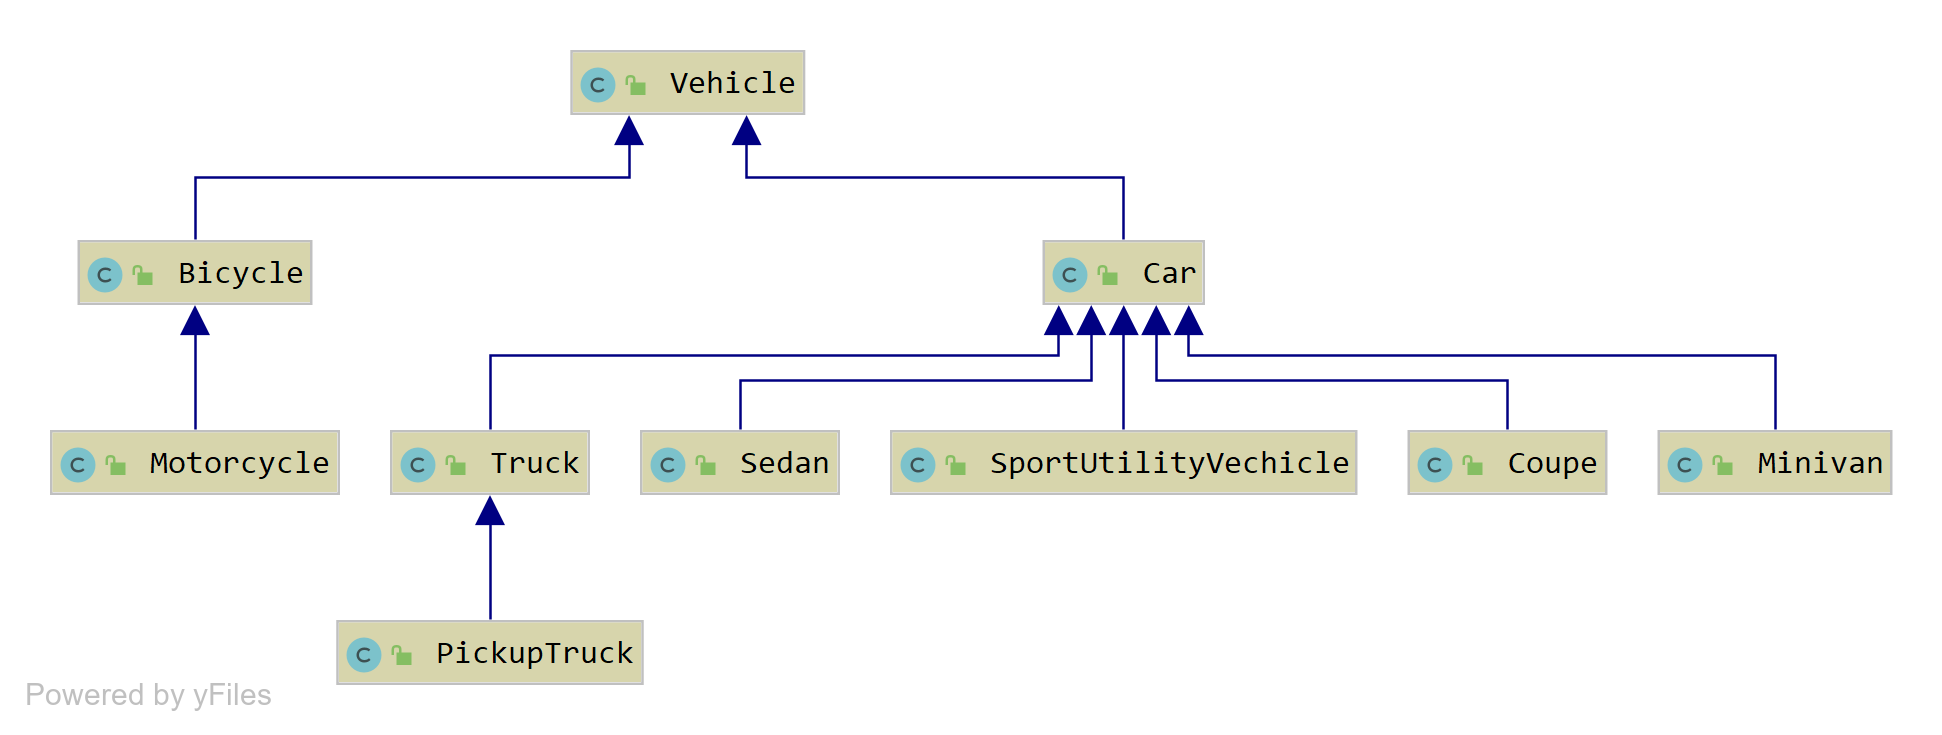 Vehicle
Bicycle
Car
Motorcycle
Truck
Sedan
SportUtilityVechicle
Coupe
Minivan
PickupTruck
Powered by yFiles